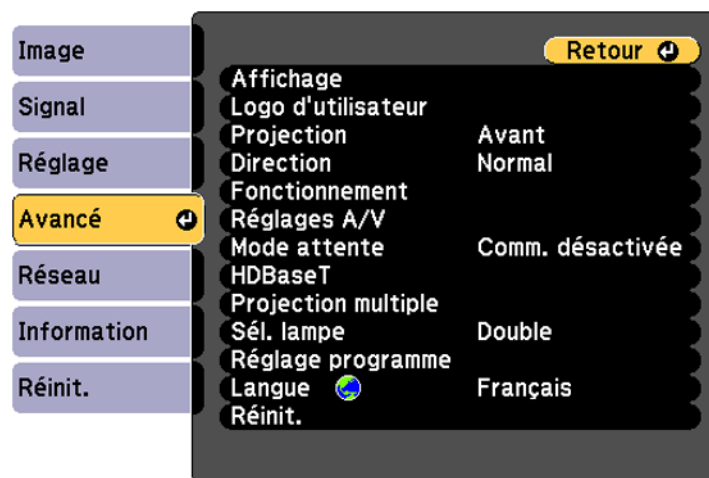 Image
Signal
Réglage
Avancé
Réseau
Information
Réinit.
Retour
Affichage
Logo d'utilisateur
Projection Avant
Direction Normal
Fonctionnement
Réglages A/V
Mode attente Comm. désactivée
HDBaseT
Projection multiple
Sél. lampe Double
Réglage programme
Langue Français
Réinit.